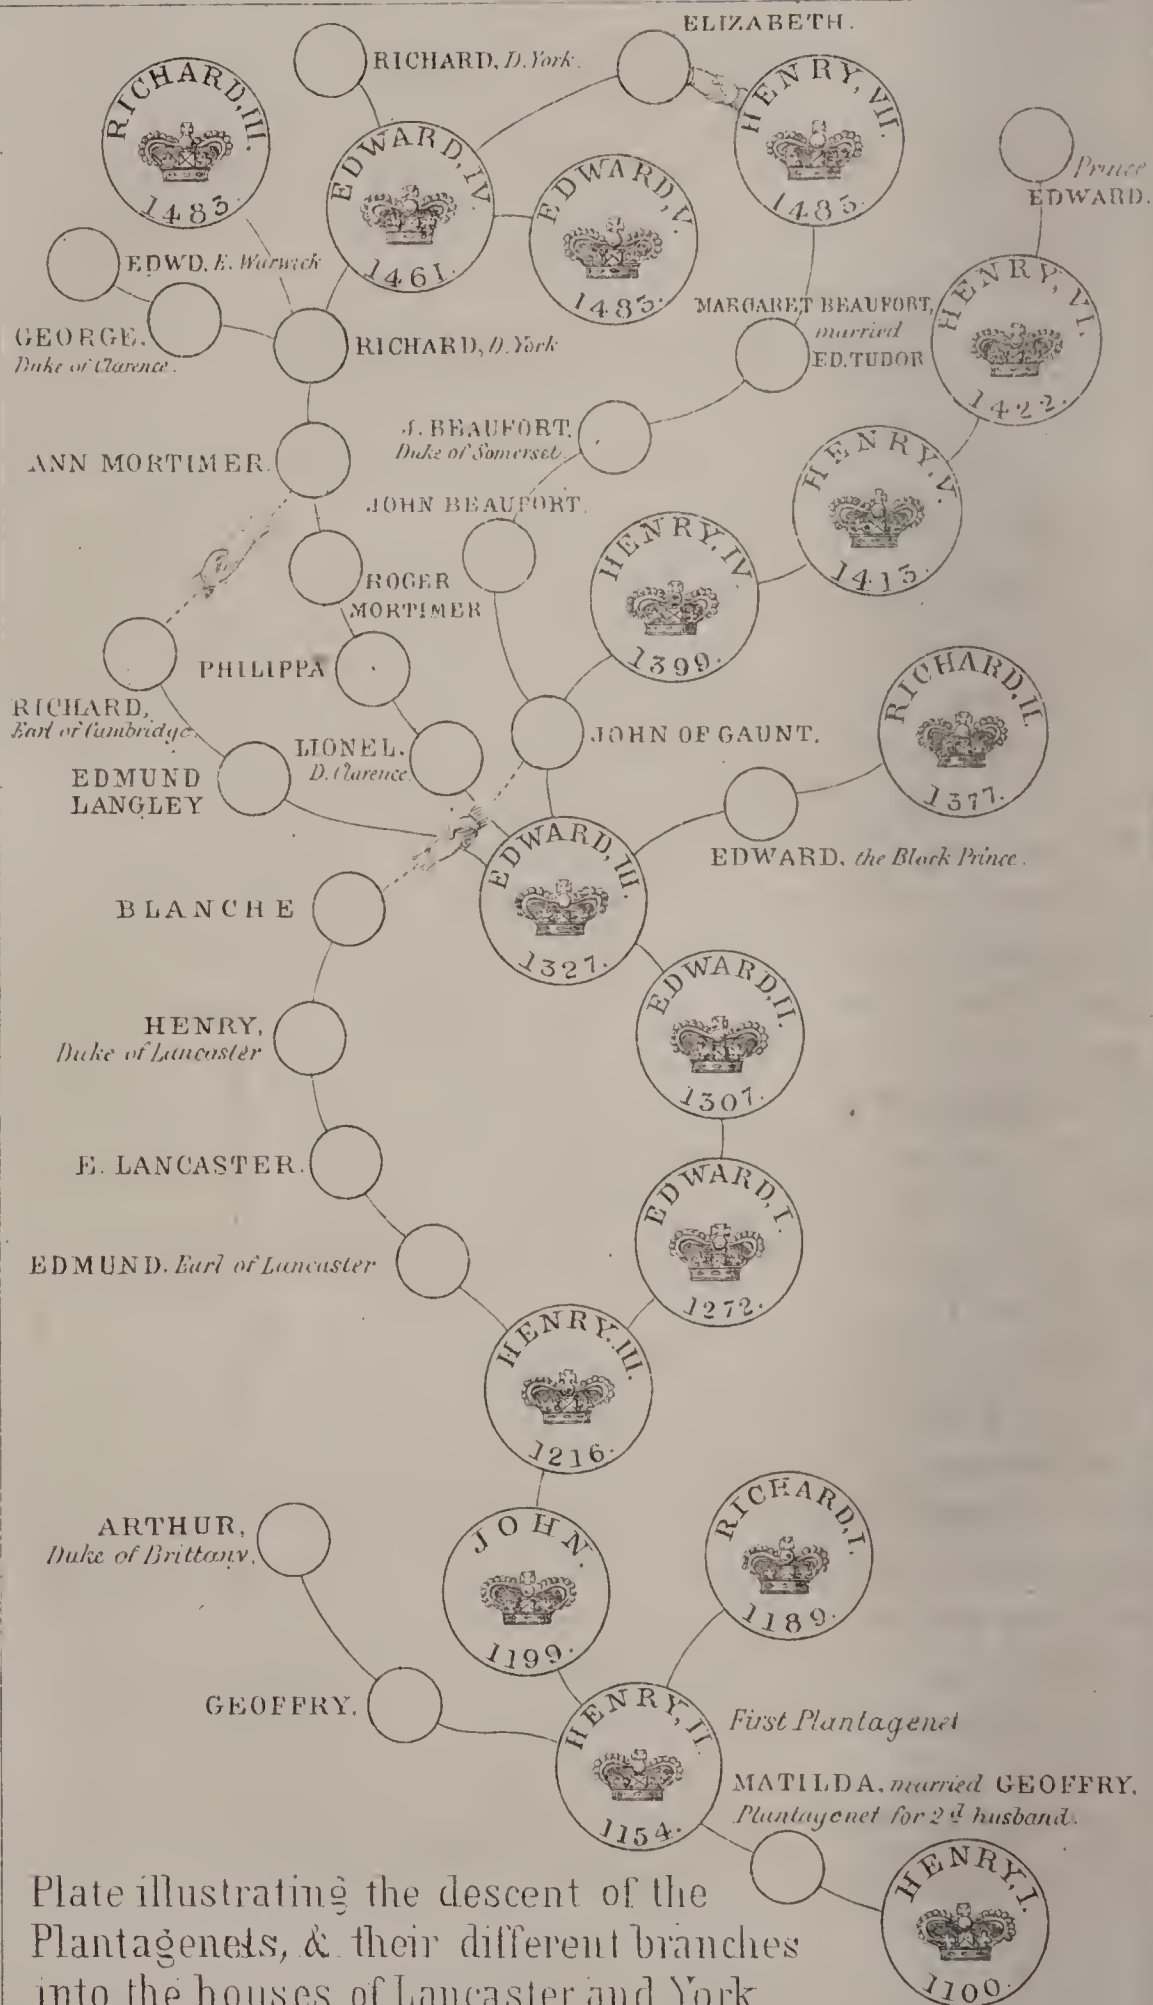 ELIZABETH.
RICHARD, D. York.
RICHARD, III.
1483.
EDWARD, IV.
1461.
EDWARD, V.
1483.
HENRY, VII.
1485.
Prince
EDWARD.
EDWD. E. Warwick
GEORGE.
Duke of Clarence.
RICHARD, D. York
MARGARET BEAUFORT,
married
ED. TUDOR
HENRY, VI.
1422.
J. BEAUFORT,
Duke of Somerset.
ANN MORTIMER.
JOHN BEAUFORT.
HENRY. V.
1413.
HENRY. IV.
1399.
ROGER
MORTIMER
PHILIPPA
RICHARD,
Earl of Cambridge.
LIONEL.
D. Clarence.
JOHN OF GAUNT.
RICHARD, II.
1377.
EDMUND
LANGLEY
EDWARD, III.
1327.
EDWARD. the Black Prince.
BLANCHE
EDWARD, II.
1307.
HENRY,
Duke of Lancaster
E. LANCASTER.
EDWARD, I.
1272.
EDMUND. Earl of Lancaster
HENRY. III.
1216.
ARTHUR,
Duke of Brittany.
JOHN.
1199.
RICHARD, I.
1189.
GEOFFRY.
HENRY, II.
1154.
First Plantagenet
MATILDA. married GEOFFRY.
Plantagenet for 2d husband.
HENRY, I.
1100.
Plate illustrating the descent of the
Plantagenets, & their different branches
into the houses of Lancaster and York